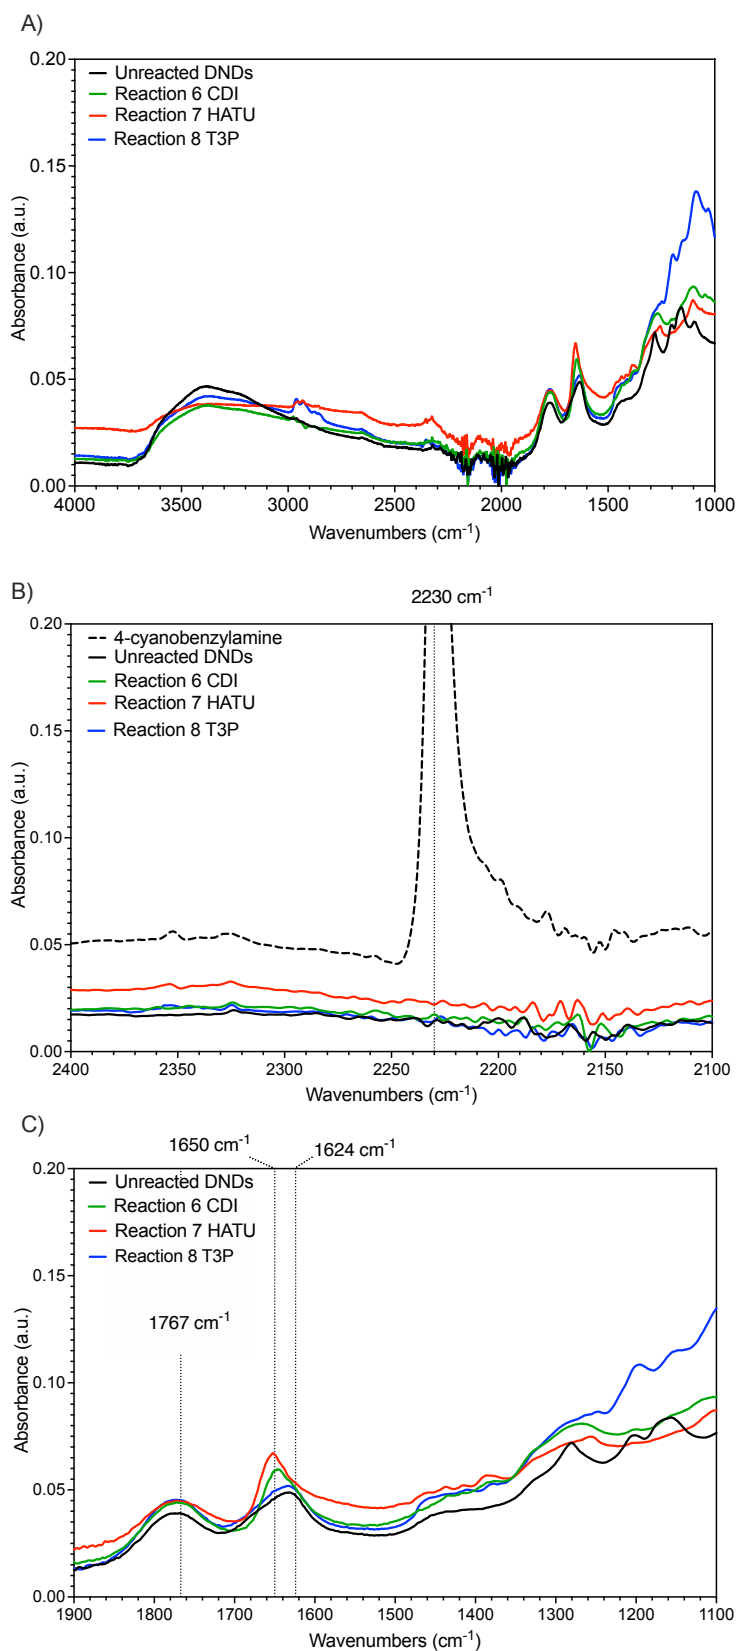 A)
0.20
0.15
0.10
0.05
0.00
Absorbance (a.u.)
Unreacted DNDs
Reaction 6 CDI
Reaction 7 HATU
Reaction 8 T3P
4000 3500 3000 2500 2000 1500 1000
Wavenumbers (cm⁻¹)
B)
2230 cm⁻¹
0.20
0.15
0.10
0.05
0.00
Absorbance (a.u.)
4-cyanobenzylamine
Unreacted DNDs
Reaction 6 CDI
Reaction 7 HATU
Reaction 8 T3P
2400 2350 2300 2250 2200 2150 2100
Wavenumbers (cm⁻¹)
C)
1650 cm⁻¹ 1624 cm⁻¹
0.20
0.15
0.10
0.05
0.00
Absorbance (a.u.)
Unreacted DNDs
Reaction 6 CDI
Reaction 7 HATU
Reaction 8 T3P
1767 cm⁻¹
1900 1800 1700 1600 1500 1400 1300 1200 1100
Wavenumbers (cm⁻¹)